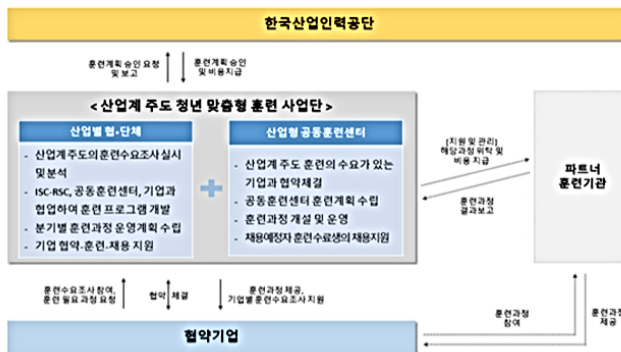 한국산업인력공단
훈련계획 승인 요청
및 보고
훈련계획 승인
및 비용지급
< 산업계 주도 청년 맞춤형 훈련 사업단 >
산업별 협·단체
- 산업계 주도의 훈련수요조사 실시
및 분석
- ISC-RSC, 공동훈련센터, 기업과
협업하여 훈련 프로그램 개발
- 분기별 훈련과정 운영계획 수립
- 기업 협약·훈련·채용 지원
산업형 공동훈련센터
- 산업계 주도 훈련의 수요가 있는
기업과 협약체결
- 공동훈련센터 훈련계획 수립
- 훈련과정 개설 및 운영
- 채용예정자 훈련수료생의 채용지원
[지원 및 관리]
해당과정 위탁 및
비용 지급
훈련과정
결과보고
파트너
훈련기관
훈련수요조사 참여,
훈련 필요 과정 요청
협약 체결
훈련과정 제공,
기업별 훈련수요조사 지원
훈련과정
참여
훈련과정
제공
협약기업